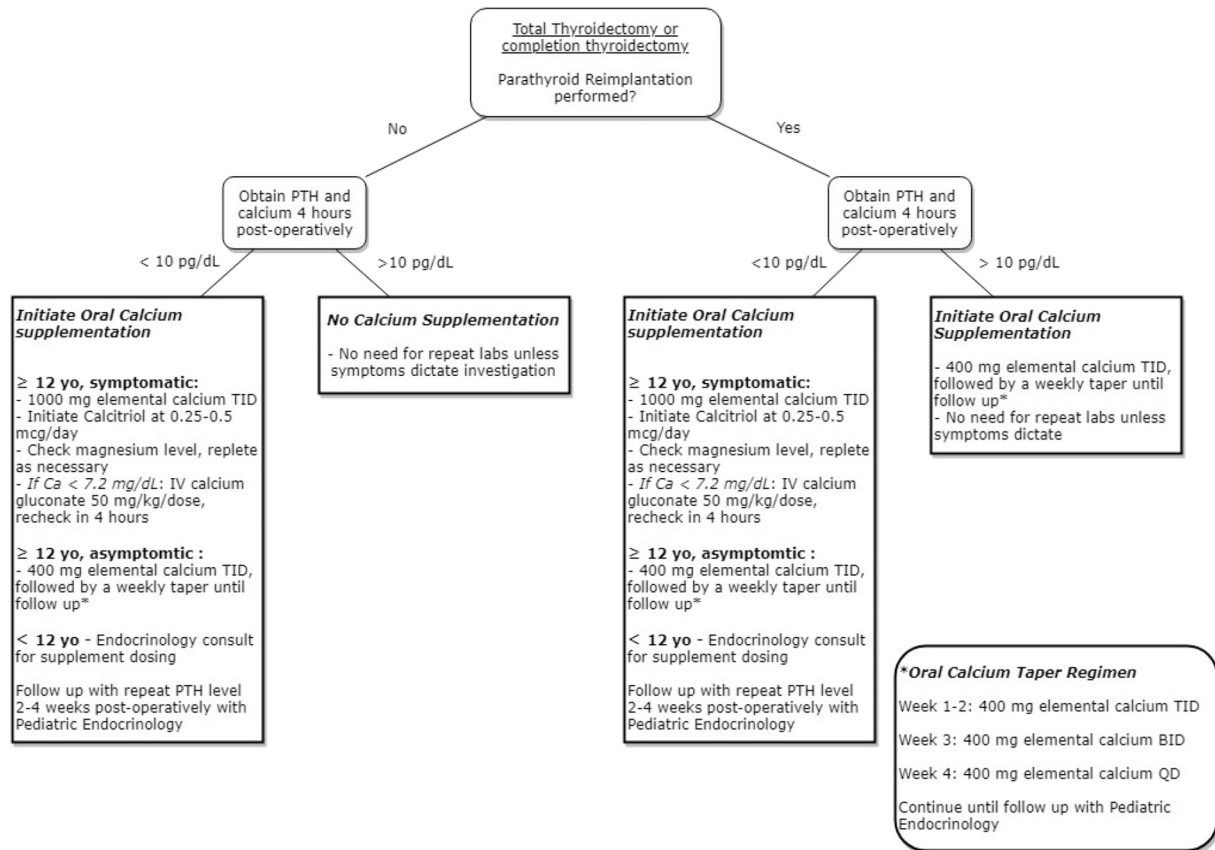 Total Thyroidectomy or
completion thyroidectomy
Parathyroid Reimplantation
performed?
No
Yes
Obtain PTH and
calcium 4 hours
post-operatively
Obtain PTH and
calcium 4 hours
post-operatively
< 10 pg/dL
>10 pg/dL
<10 pg/dL
> 10 pg/dL
Initiate Oral Calcium
supplementation
≥ 12 yo, symptomatic:
- 1000 mg elemental calcium TID
- Initiate Calcitriol at 0.25-0.5
mcg/day
- Check magnesium level, replete
as necessary
- If Ca < 7.2 mg/dL: IV calcium
gluconate 50 mg/kg/dose,
recheck in 4 hours
≥ 12 yo, asymptomtic :
- 400 mg elemental calcium TID,
followed by a weekly taper until
follow up*
< 12 yo - Endocrinology consult
for supplement dosing
Follow up with repeat PTH level
2-4 weeks post-operatively with
Pediatric Endocrinology
No Calcium Supplementation
- No need for repeat labs unless
symptoms dictate investigation
Initiate Oral Calcium
supplementation
≥ 12 yo, symptomatic:
- 1000 mg elemental calcium TID
- Initiate Calcitriol at 0.25-0.5
mcg/day
- Check magnesium level, replete
as necessary
- If Ca < 7.2 mg/dL: IV calcium
gluconate 50 mg/kg/dose,
recheck in 4 hours
≥ 12 yo, asymptomtic :
- 400 mg elemental calcium TID,
followed by a weekly taper until
follow up*
< 12 yo - Endocrinology consult
for supplement dosing
Follow up with repeat PTH level
2-4 weeks post-operatively with
Pediatric Endocrinology
Initiate Oral Calcium
Supplementation
- 400 mg elemental calcium TID,
followed by a weekly taper until
follow up*
- No need for repeat labs unless
symptoms dictate
*Oral Calcium Taper Regimen
Week 1-2: 400 mg elemental calcium TID
Week 3: 400 mg elemental calcium BID
Week 4: 400 mg elemental calcium QD
Continue until follow up with Pediatric
Endocrinology